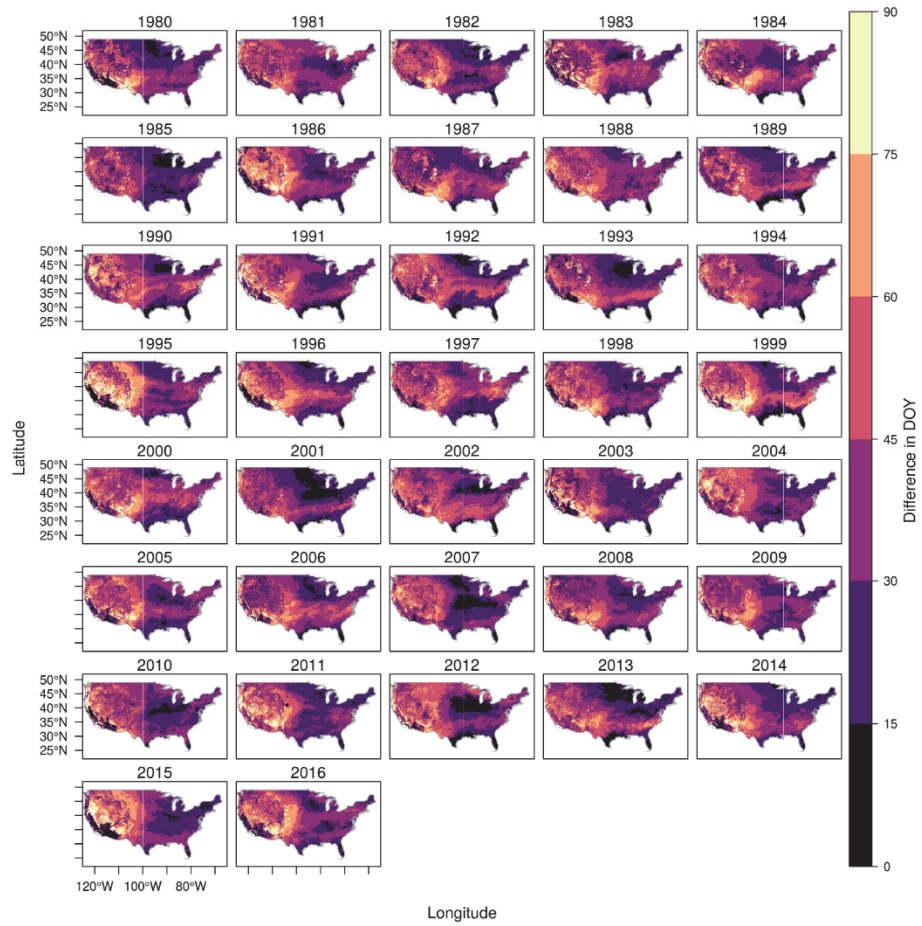 1980 1981 1982 1983 1984
50°N
45°N
40°N
35°N
30°N
25°N
1985 1986 1987 1988 1989
1990 1991 1992 1993 1994
50°N
45°N
40°N
35°N
30°N
25°N
1995 1996 1997 1998 1999
2000 2001 2002 2003 2004
50°N
45°N
40°N
35°N
30°N
25°N
2005 2006 2007 2008 2009
2010 2011 2012 2013 2014
50°N
45°N
40°N
35°N
30°N
25°N
2015 2016
120°W 100°W 80°W
Latitude
Longitude
90
75
60
45
30
15
0
Difference in DOY